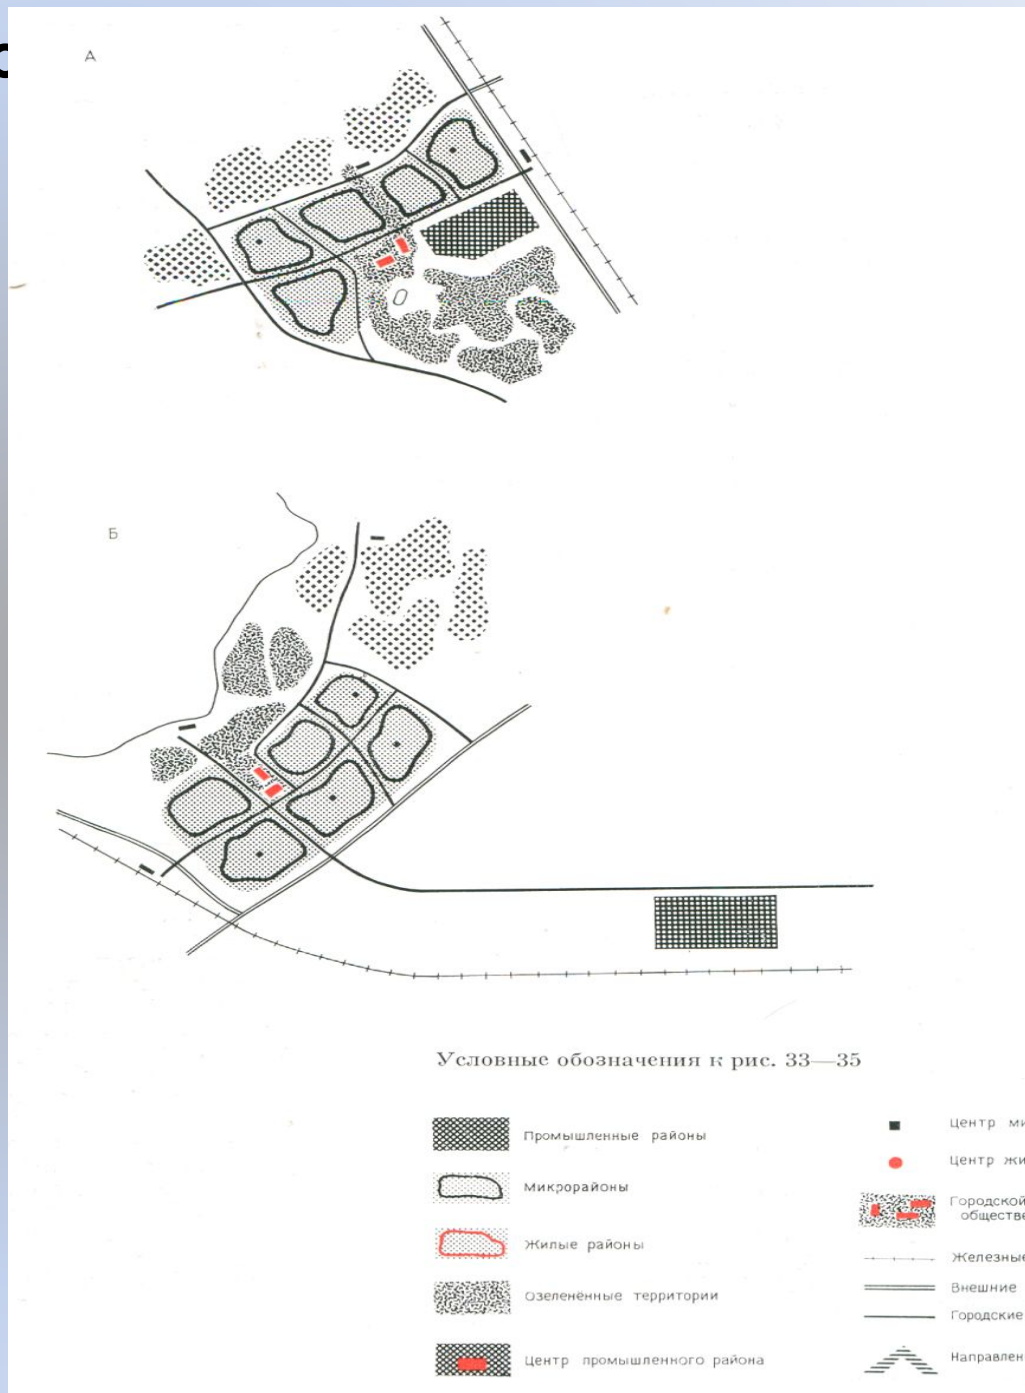 А
Б
Условные обозначения к рис. 33—35
Промышленные районы
Микрорайоны
Жилые районы
Озеленённые территории
Центр промышленного района
Центр
Центр
Городской
Железные
Внешние
Городские